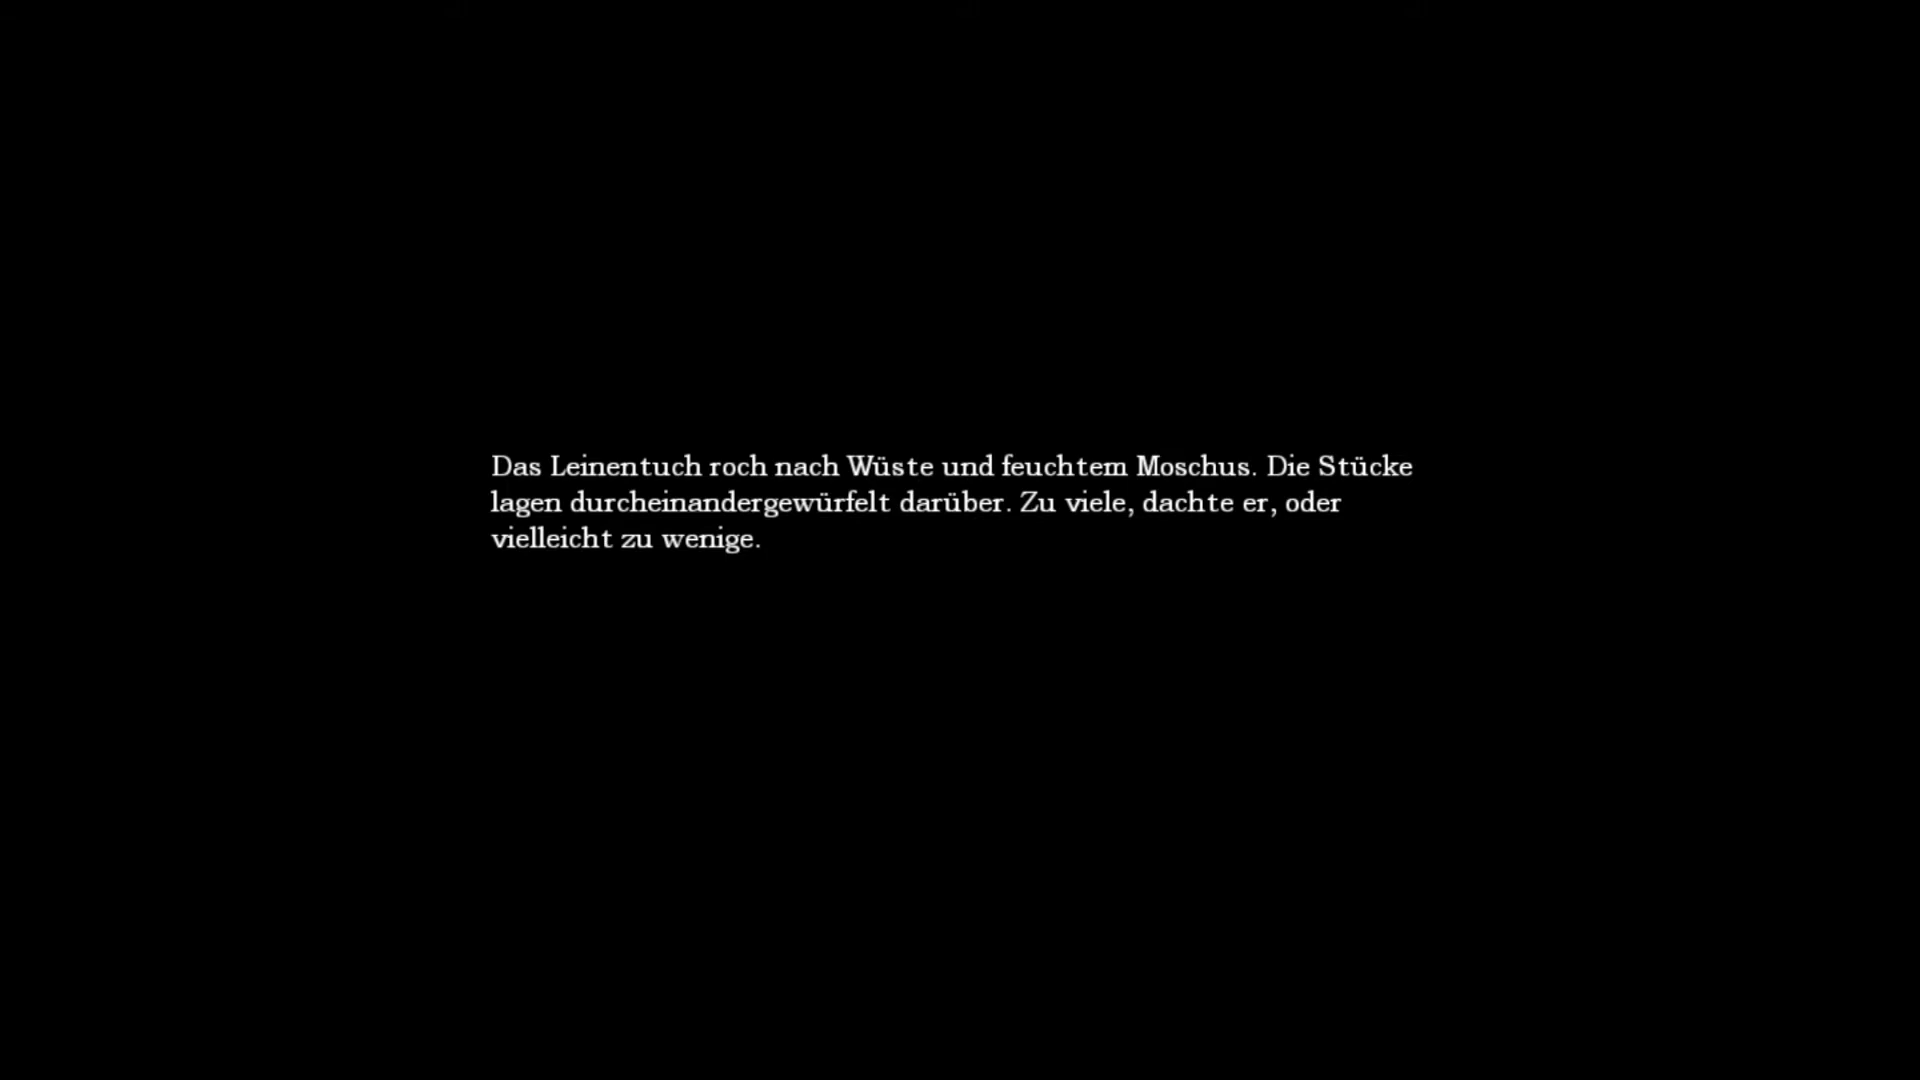 Das Leinentuch roch nach Wüste und feuchtem Moschus. Die Stücke
lagen durcheinandergewürfelt darüber. Zu viele, dachte er, oder
vielleicht zu wenige.